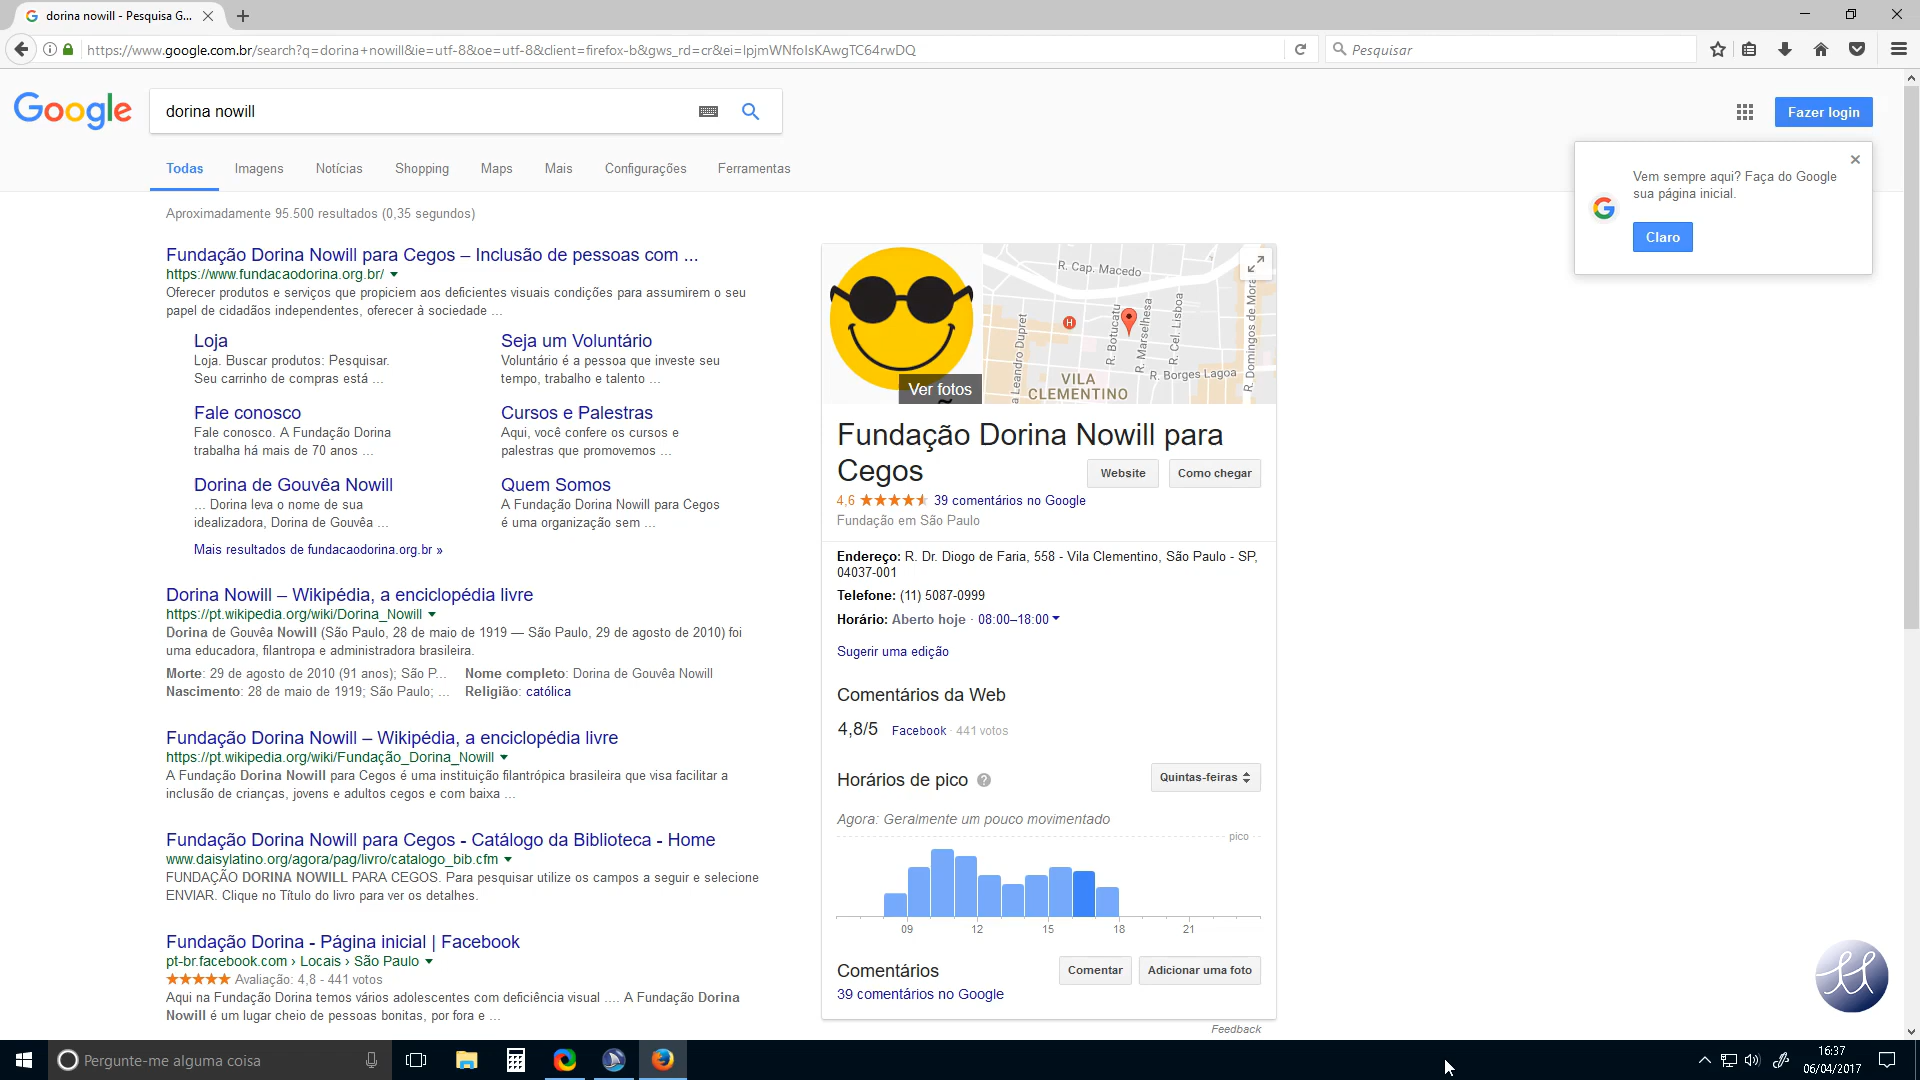 dorina nowill - Pesquisa G...
https://www.google.com.br/search?q=dorina+nowill&ie=utf-8&oe=utf-8&client=firefox-b&gws_rd=cr&ei=IpjmWNfoIsKAwgTC64rwDQ
Pesquisar
Google
dorina nowill
Fazer login
Todas
Imagens
Notícias
Shopping
Maps
Mais
Configurações
Ferramentas
Vem sempre aqui? Faça do Google
sua página inicial.
Claro
Aproximadamente 95.500 resultados (0,35 segundos)
Fundação Dorina Nowill para Cegos – Inclusão de pessoas com ...
https://www.fundacaodorina.org.br/
Oferecer produtos e serviços que propiciem aos deficientes visuais condições para assumirem o seu
papel de cidadãos independentes, oferecer à sociedade ...
Loja
Loja. Buscar produtos: Pesquisar.
Seu carrinho de compras está ...
Seja um Voluntário
Voluntário é a pessoa que investe seu
tempo, trabalho e talento ...
Fale conosco
Fale conosco. A Fundação Dorina
trabalha há mais de 70 anos ...
Cursos e Palestras
Aqui, você confere os cursos e
palestras que promovemos ...
Dorina de Gouvêa Nowill
... Dorina leva o nome de sua
idealizadora, Dorina de Gouvêa ...
Quem Somos
A Fundação Dorina Nowill para Cegos
é uma organização sem ...
Mais resultados de fundacaodorina.org.br »
Dorina Nowill – Wikipédia, a enciclopédia livre
https://pt.wikipedia.org/wiki/Dorina_Nowill
Dorina de Gouvêa Nowill (São Paulo, 28 de maio de 1919 — São Paulo, 29 de agosto de 2010) foi
uma educadora, filantropa e administradora brasileira.
Morte: 29 de agosto de 2010 (91 anos); São P... Nome completo: Dorina de Gouvêa Nowill
Nascimento: 28 de maio de 1919; São Paulo; ... Religião: católica
Fundação Dorina Nowill – Wikipédia, a enciclopédia livre
https://pt.wikipedia.org/wiki/Fundação_Dorina_Nowill
A Fundação Dorina Nowill para Cegos é uma instituição filantrópica brasileira que visa facilitar a
inclusão de crianças, jovens e adultos cegos e com baixa ...
Fundação Dorina Nowill para Cegos - Catálogo da Biblioteca - Home
www.daisylatino.org/agora/pag/livro/catalogo_bib.cfm
FUNDAÇÃO DORINA NOWILL PARA CEGOS. Para pesquisar utilize os campos a seguir e selecione
ENVIAR. Clique no Título do livro para ver os detalhes.
Fundação Dorina - Página inicial | Facebook
pt-br.facebook.com › Locais › São Paulo
Avaliação: 4,8 - 441 votos
Aqui na Fundação Dorina temos vários adolescentes com deficiência visual .... A Fundação Dorina
Nowill é um lugar cheio de pessoas bonitas, por fora e ...
Ver fotos
R. Cap. Macedo
a Leandro Dupret
R. Botucatu
R. Marselhesa
R. Cel. Lisboa
R. Domingos de Mora
R. Borges Lagoa
H
VILA
CLEMENTINO
Fundação Dorina Nowill para
Cegos
Website
Como chegar
4,6 39 comentários no Google
Fundação em São Paulo
Endereço: R. Dr. Diogo de Faria, 558 - Vila Clementino, São Paulo - SP,
04037-001
Telefone: (11) 5087-0999
Horário: Aberto hoje · 08:00–18:00
Sugerir uma edição
Comentários da Web
4,8/5 Facebook · 441 votos
Horários de pico
?
Quintas-feiras
Agora: Geralmente um pouco movimentado
pico
09 12 15 18 21
Comentários
Comentar
Adicionar uma foto
39 comentários no Google
Feedback
Pergunte-me alguma coisa
16:37
06/04/2017